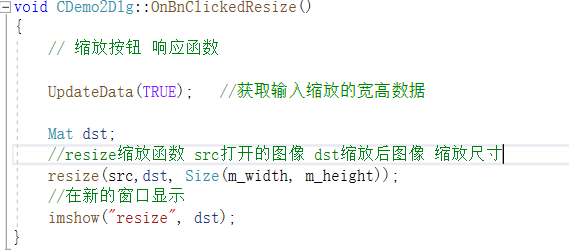 void CDemo2Dlg::OnBnClickedResize()
{
// 缩放按钮 响应函数
UpdateData(TRUE); //获取输入缩放的宽高数据
Mat dst;
//resize缩放函数 src打开的图像 dst缩放后图像 缩放尺寸
resize(src,dst, Size(m_width, m_height));
//在新的窗口显示
imshow("resize", dst);
}